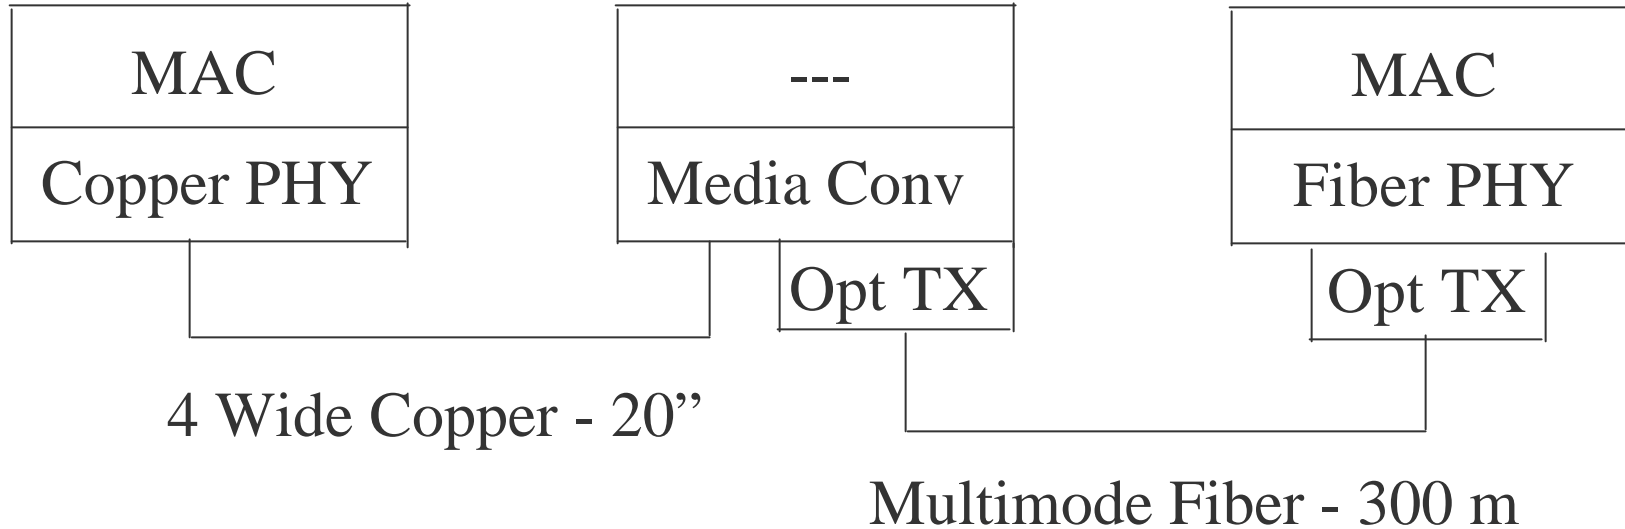 MAC
---
MAC
Copper PHY
Media Conv
Fiber PHY
Opt TX
Opt TX
4 Wide Copper - 20”
Multimode Fiber - 300 m